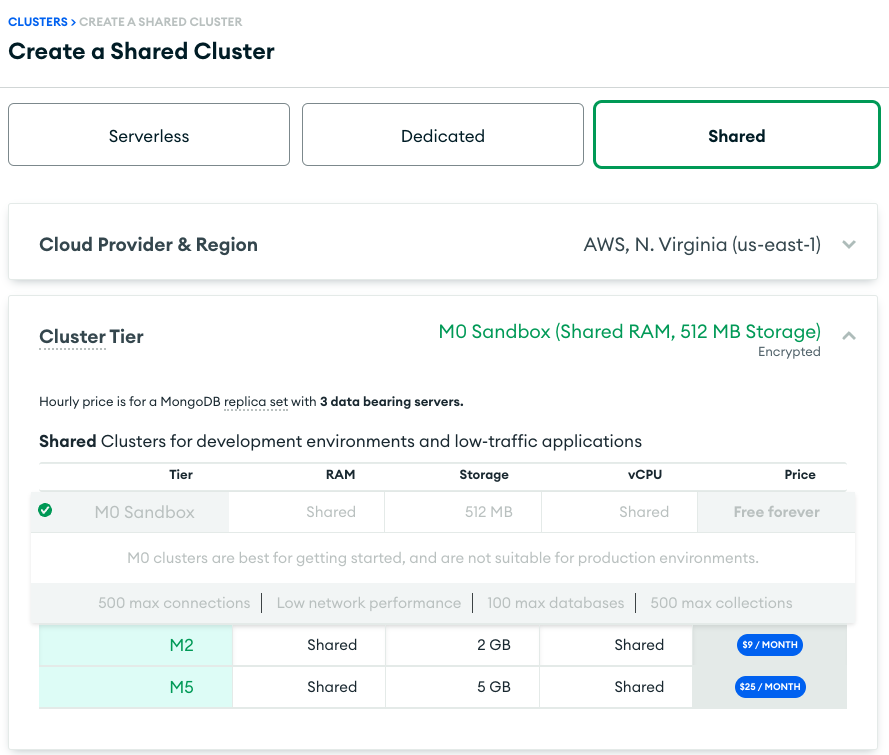 CLUSTERS > CREATE A SHARED CLUSTER
Create a Shared Cluster
Serverless Dedicated Shared
Cloud Provider & Region AWS, N. Virginia (us-east-1)
Cluster Tier M0 Sandbox (Shared RAM, 512 MB Storage)
Encrypted
Hourly price is for a MongoDB replica set with 3 data bearing servers.
Shared Clusters for development environments and low-traffic applications
Tier RAM Storage vCPU Price
M0 Sandbox Shared 512 MB Shared Free forever
M0 clusters are best for getting started, and are not suitable for production environments.
500 max connections | Low network performance | 100 max databases | 500 max collections
M2 Shared 2 GB Shared $9 / MONTH
M5 Shared 5 GB Shared $25 / MONTH